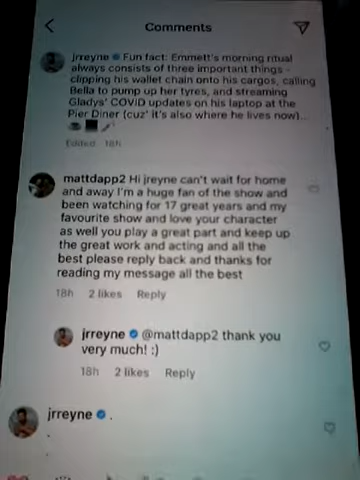 Comments
jrreyne Fun fact: Emmett's morning ritual
always consists of three important things -
clipping his wallet chain onto his cargos, calling
Bella to pump up her tyres, and streaming
Gladys' COVID updates on his laptop at the
Pier Diner (cuz' it's also where he lives now)...
Edited 18h
mattdapp2 Hi jreyne can't wait for home
and away I'm a huge fan of the show and
been watching for 17 great years and my
favourite show and love your character
as well you play a great part and keep up
the great work and acting and all the
best please reply back and thanks for
reading my message all the best
18h 2 likes Reply
jrreyne @mattdapp2 thank you
very much! :)
18h 2 likes Reply
jrreyne .
.
.